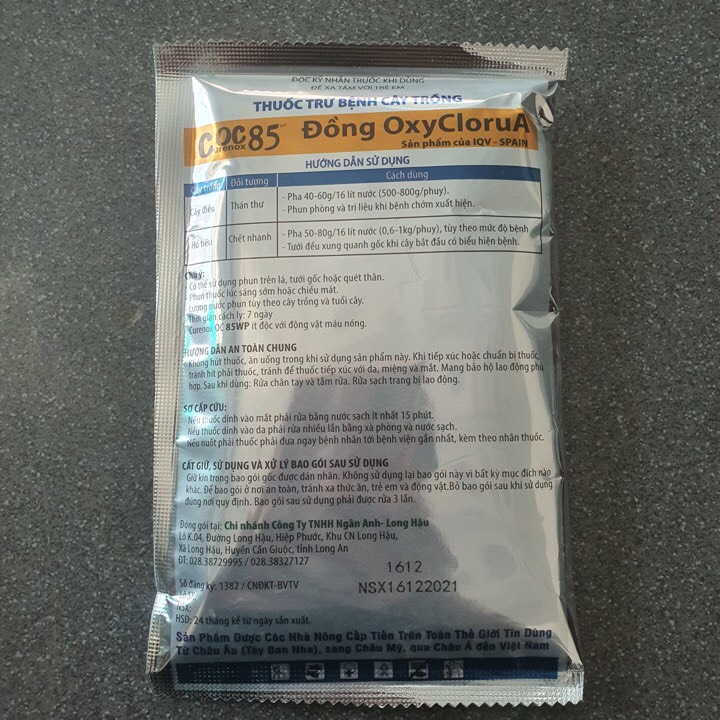 ĐỌC KỸ NHÃN TRƯỚC KHI DÙNG
ĐỂ XA TẦM VỚI TRẺ EM
THUỐC TRỪ BỆNH CÂY TRỒNG
COC85 Đồng OxyCloruA
Curenox Sản phẩm của IQV - SPAIN
HƯỚNG DẪN SỬ DỤNG
Cây trồng Đối tượng Cách dùng
Cây điều Thán thư - Pha 40-60g/16 lít nước (500-800g/phuy).
- Phun phòng và trị liệu khi bệnh chớm xuất hiện.
Hồ tiêu Chết nhanh - Pha 50-80g/16 lít nước (0,6-1kg/phuy), tùy theo mức độ bệnh
- Tưới đều xung quanh gốc khi cây bắt đầu có biểu hiện bệnh.
Chú ý:
- Có thể sử dụng phun trên lá, tưới gốc hoặc quét thân.
- Phun thuốc lúc sáng sớm hoặc chiều mát.
- Lượng nước phun tùy theo cây trồng và tuổi cây.
- Thời gian cách ly: 7 ngày
- Curenox OC 85WP ít độc với động vật máu nóng.
HƯỚNG DẪN AN TOÀN CHUNG
- Không hút thuốc, ăn uống trong khi sử dụng sản phẩm này. Khi tiếp xúc hoặc chuẩn bị thuốc,
tránh hít phải thuốc, tránh để thuốc tiếp xúc với da, miệng và mắt. Mang bảo hộ lao động phù
hợp. Sau khi dùng: Rửa chân tay và tắm rửa. Rửa sạch trang bị lao động.
SƠ CẤP CỨU:
- Nếu thuốc dính vào mắt phải rửa bằng nước sạch ít nhất 15 phút.
- Nếu thuốc dính vào da phải rửa nhiều lần bằng xà phòng và nước sạch.
- Nếu nuốt phải thuốc phải đưa ngay bệnh nhân tới bệnh viện gần nhất, kèm theo nhãn thuốc.
CẤT GIỮ, SỬ DỤNG VÀ XỬ LÝ BAO GÓI SAU SỬ DỤNG
- Giữ kín trong bao gói gốc được dán nhãn. Không sử dụng lại bao gói này vì bất kỳ mục đích nào
khác. Để bao gói ở nơi an toàn, tránh xa thức ăn, trẻ em và động vật.Bỏ bao gói sau khi sử dụng
đúng nơi quy định. Bao gói sau sử dụng phải được rửa 3 lần.
Đóng gói tại: Chi nhánh Công Ty TNHH Ngân Anh- Long Hậu
Lô K.04, Đường Long Hậu, Hiệp Phước, Khu CN Long Hậu,
Xã Long Hậu, Huyện Cần Giuộc, tỉnh Long An
ĐT: 028.38729995 / 028.38327127
1612
Số đăng ký: 1382 / CNĐKT-BVTV
NSX16122021
NSX:
HSD: 24 tháng kể từ ngày sản xuất.
Sản Phẩm Được Các Nhà Nông Cấp Tiến Trên Toàn Thế Giới Tin Dùng
Từ Châu Âu (Tây Ban Nha), sang Châu Mỹ, qua Châu Á đến Việt Nam